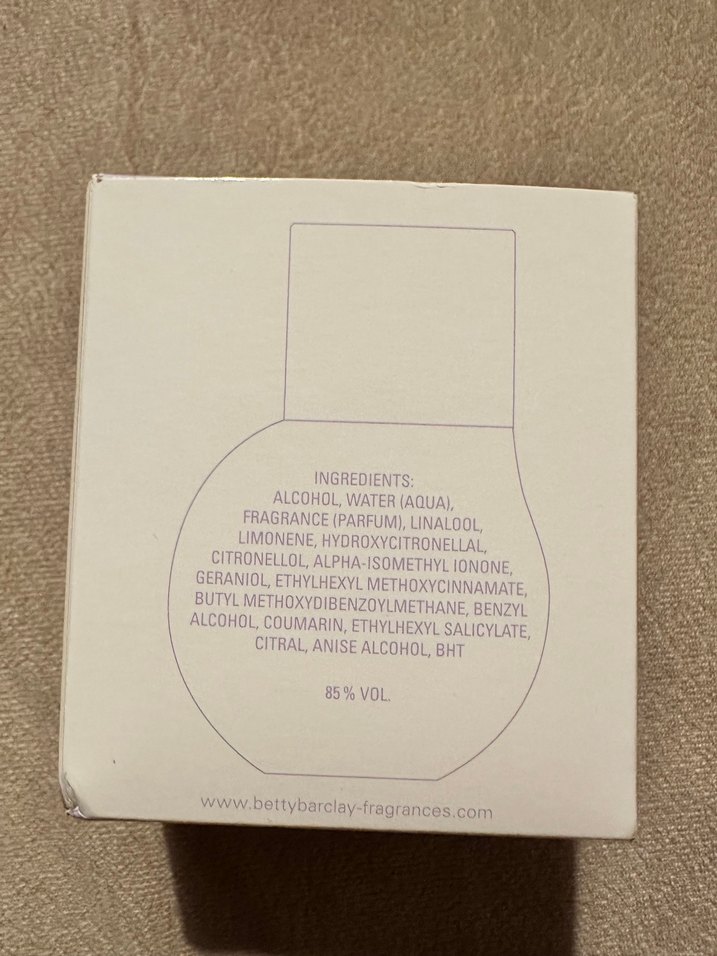 INGREDIENTS:
ALCOHOL, WATER (AQUA),
FRAGRANCE (PARFUM), LINALOOL,
LIMONENE, HYDROXYCITRONELLAL,
CITRONELLOL, ALPHA-ISOMETHYL IONONE,
GERANIOL, ETHYLHEXYL METHOXYCINNAMATE,
BUTYL METHOXYDIBENZOYLMETHANE, BENZYL
ALCOHOL, COUMARIN, ETHYLHEXYL SALICYLATE,
CITRAL, ANISE ALCOHOL, BHT
85 % VOL.
www.bettybarclay-fragrances.com